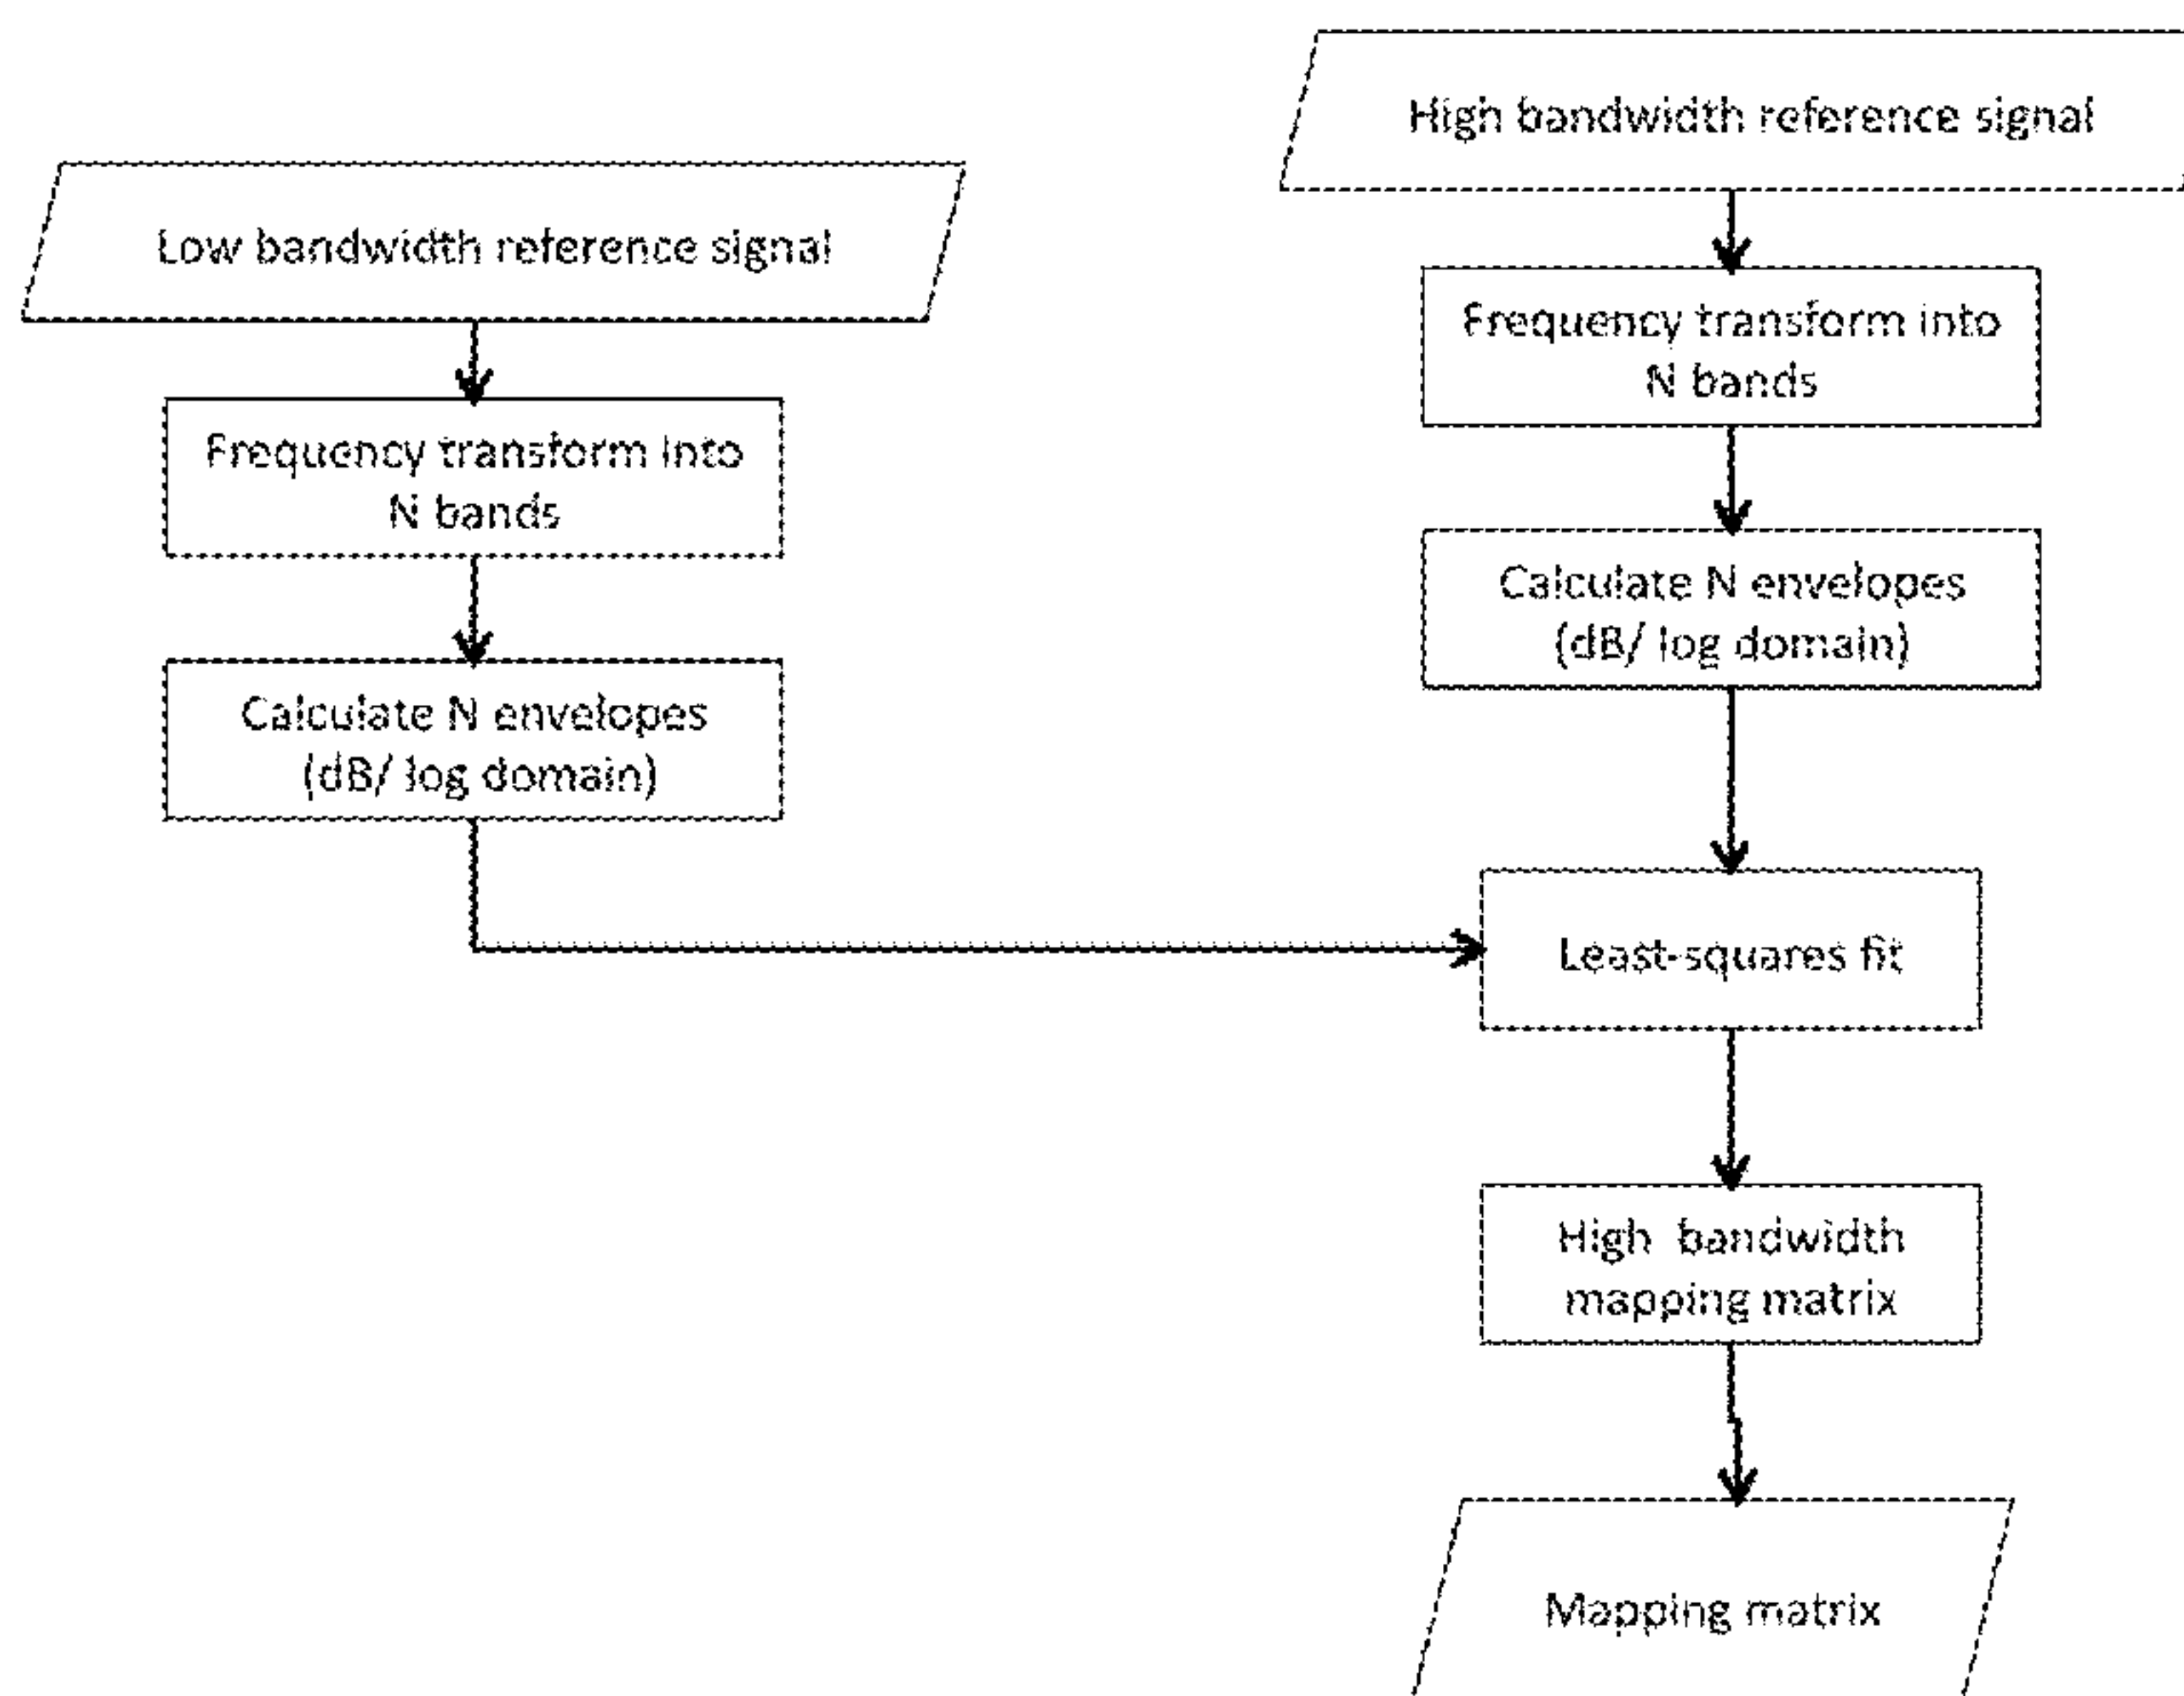 High bandwidth reference signal
Low bandwidth reference signal
Frequency transform into
N bands
Frequency transform into
N bands
Calculate N envelopes
(dB/ log domain)
Calculate N envelopes
(dB/ log domain)
Least-squares fit
High bandwidth
mapping matrix
Mapping matrix